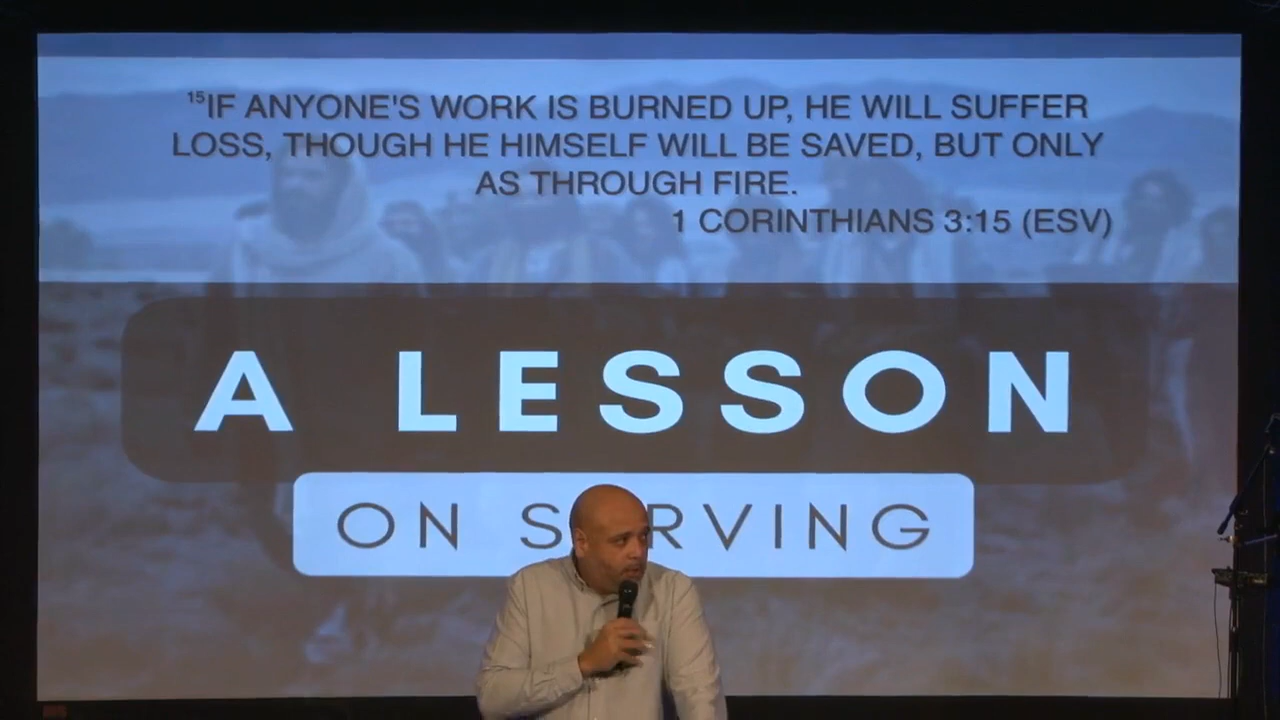 ¹⁵IF ANYONE'S WORK IS BURNED UP, HE WILL SUFFER
LOSS, THOUGH HE HIMSELF WILL BE SAVED, BUT ONLY
AS THROUGH FIRE.
1 CORINTHIANS 3:15 (ESV)
A LESSON
ON SERVING